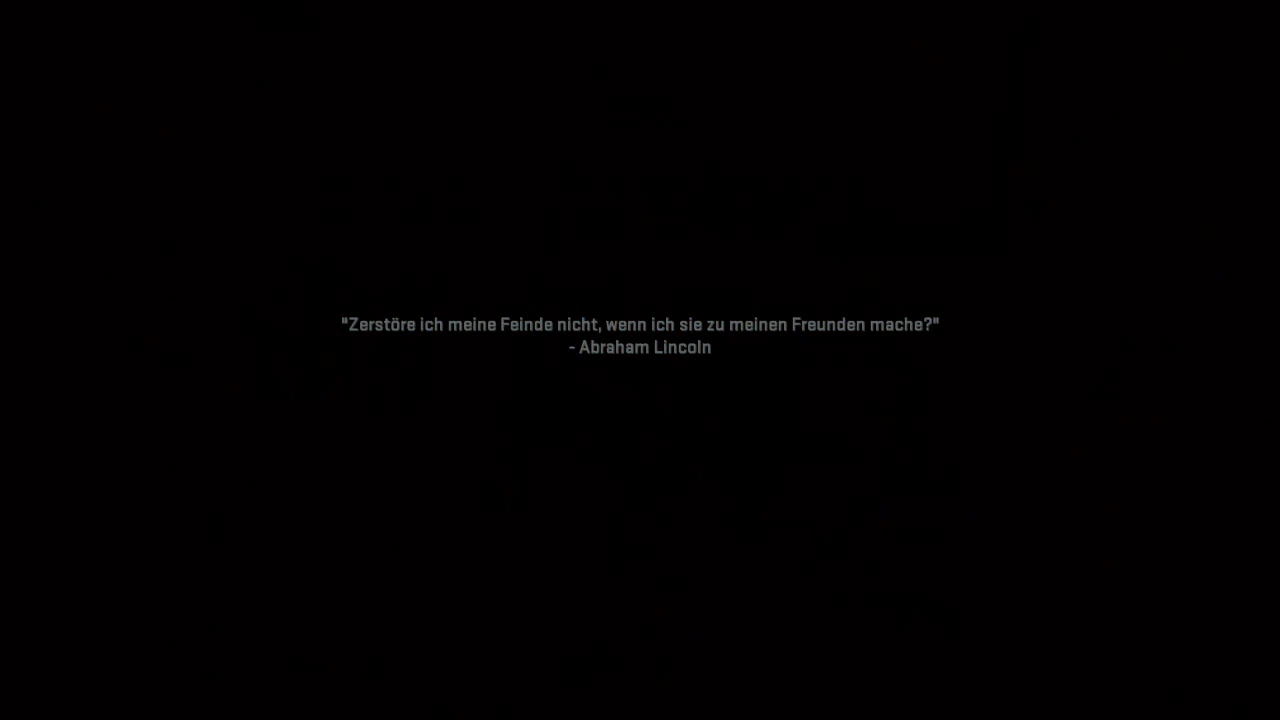 "Zerstöre ich meine Feinde nicht, wenn ich sie zu meinen Freunden mache?"
- Abraham Lincoln